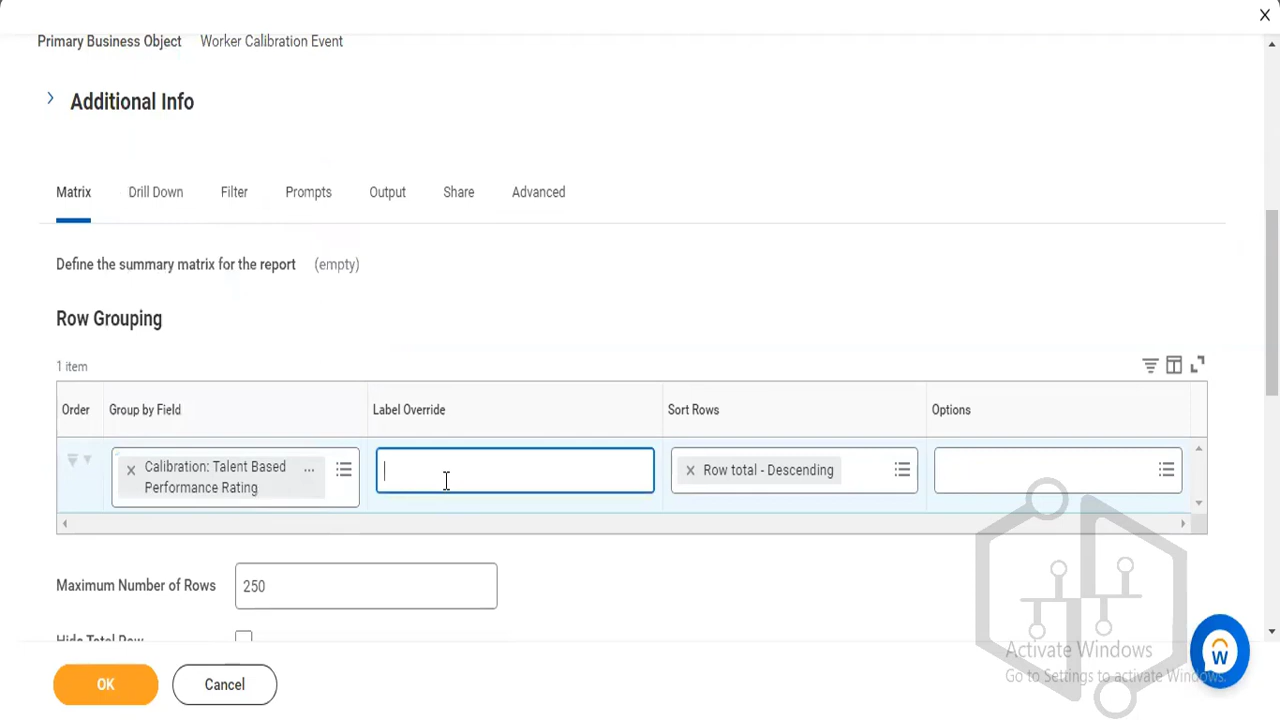 X
Primary Business Object Worker Calibration Event
Additional Info
Matrix Drill Down Filter Prompts Output Share Advanced
Define the summary matrix for the report (empty)
Row Grouping
1 item
Order Group by Field Label Override Sort Rows Options
Calibration: Talent Based ... Row total - Descending
Performance Rating
Maximum Number of Rows 250
Hide Total Row
Activate Windows
Go to Settings to activate Windows.
OK Cancel
W